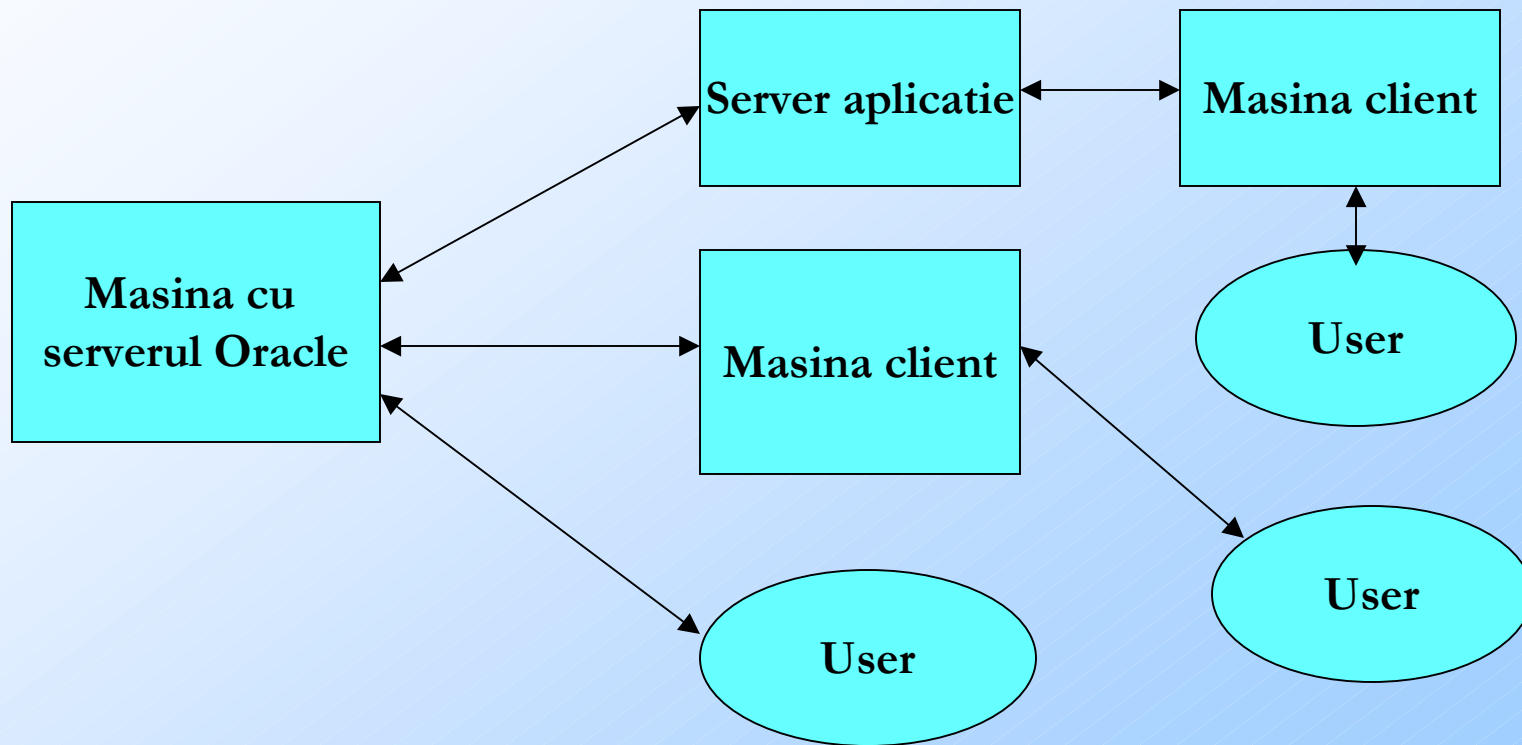 Server aplicatie
Masina client
Masina cu
serverul Oracle
Masina client
User
User
User